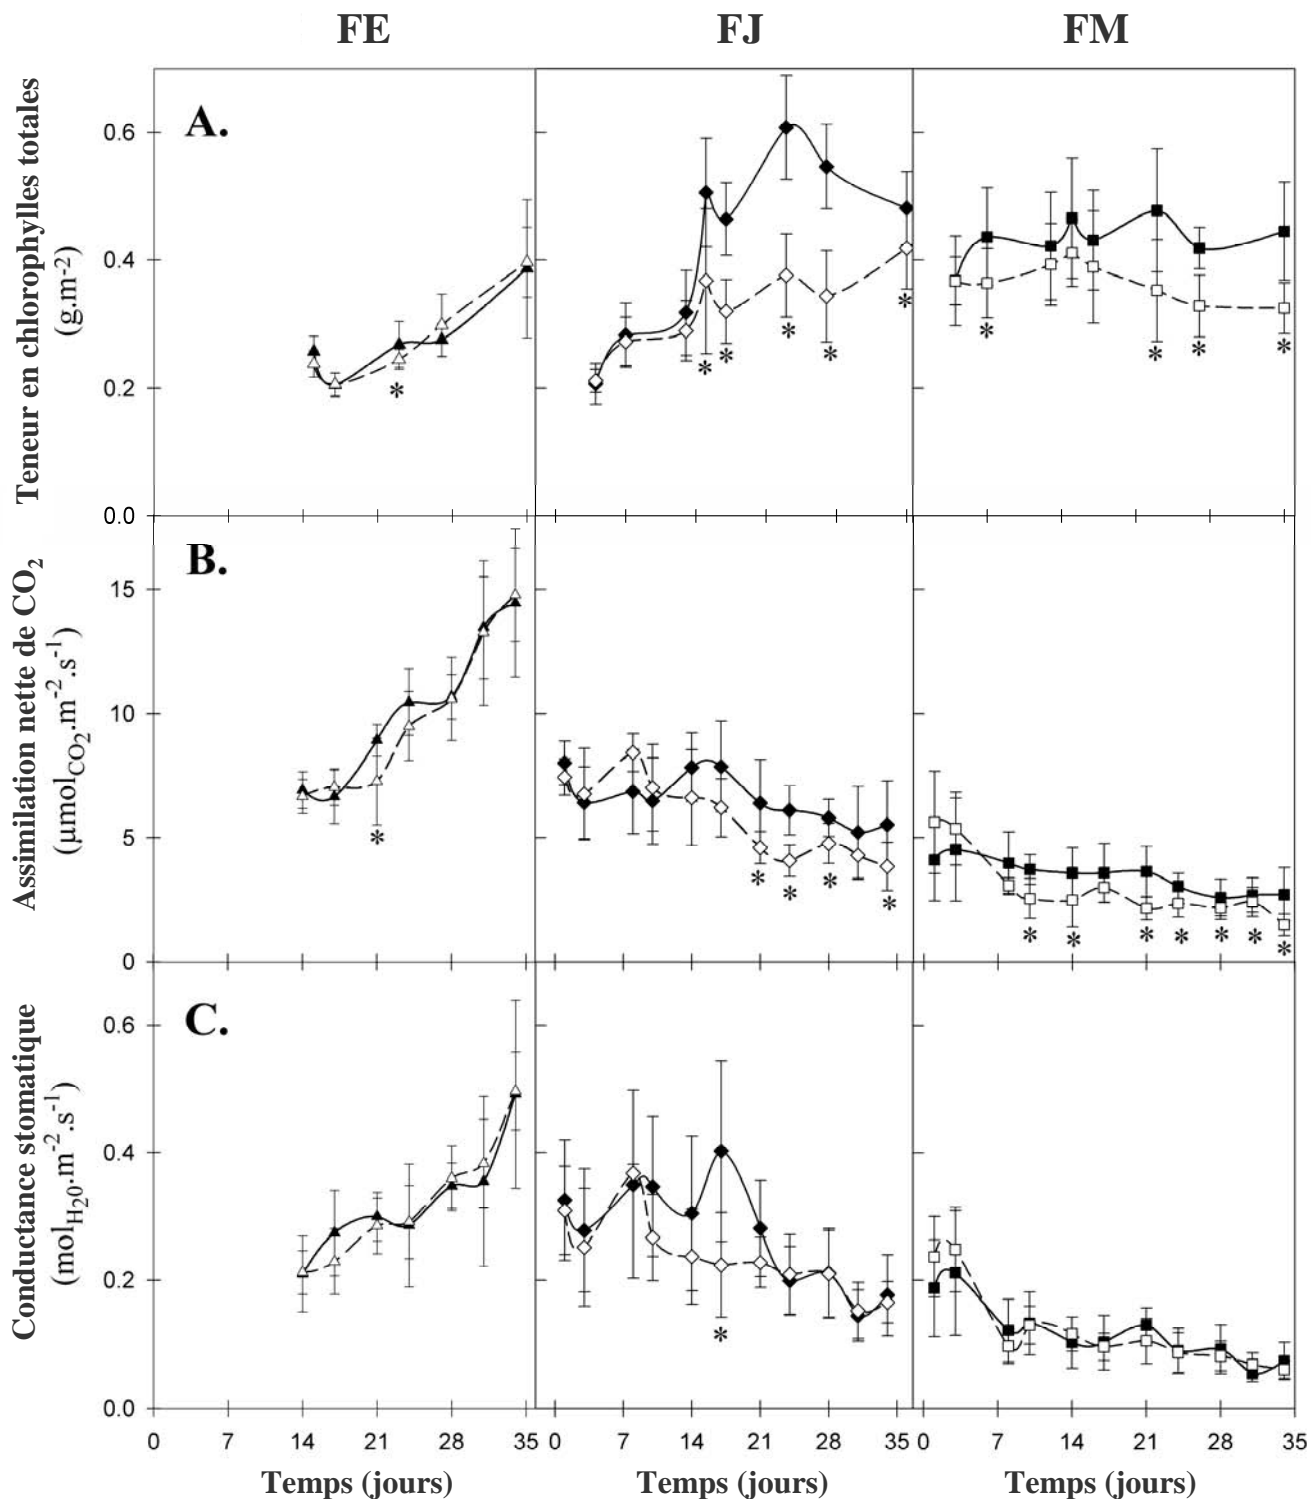 FE FJ FM
A.
Teneur en chlorophylles totales
(g.m-2)
0.6
0.4
0.2
0.0
* * * * * * * * * *
B.
Assimilation nette de CO2
(µmolCO2.m-2.s-1)
15
10
5
0
* * * * * * * * * * * *
C.
Conductance stomatique
(molH20.m-2.s-1)
0.6
0.4
0.2
0.0
*
0 7 14 21 28 35 0 7 14 21 28 35 0 7 14 21 28 35
Temps (jours) Temps (jours) Temps (jours)